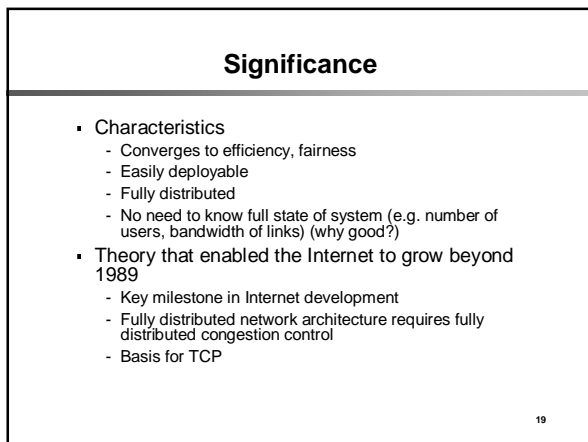 Significance
▪ Characteristics
- Converges to efficiency, fairness
- Easily deployable
- Fully distributed
- No need to know full state of system (e.g. number of
users, bandwidth of links) (why good?)
▪ Theory that enabled the Internet to grow beyond
1989
- Key milestone in Internet development
- Fully distributed network architecture requires fully
distributed congestion control
- Basis for TCP
19